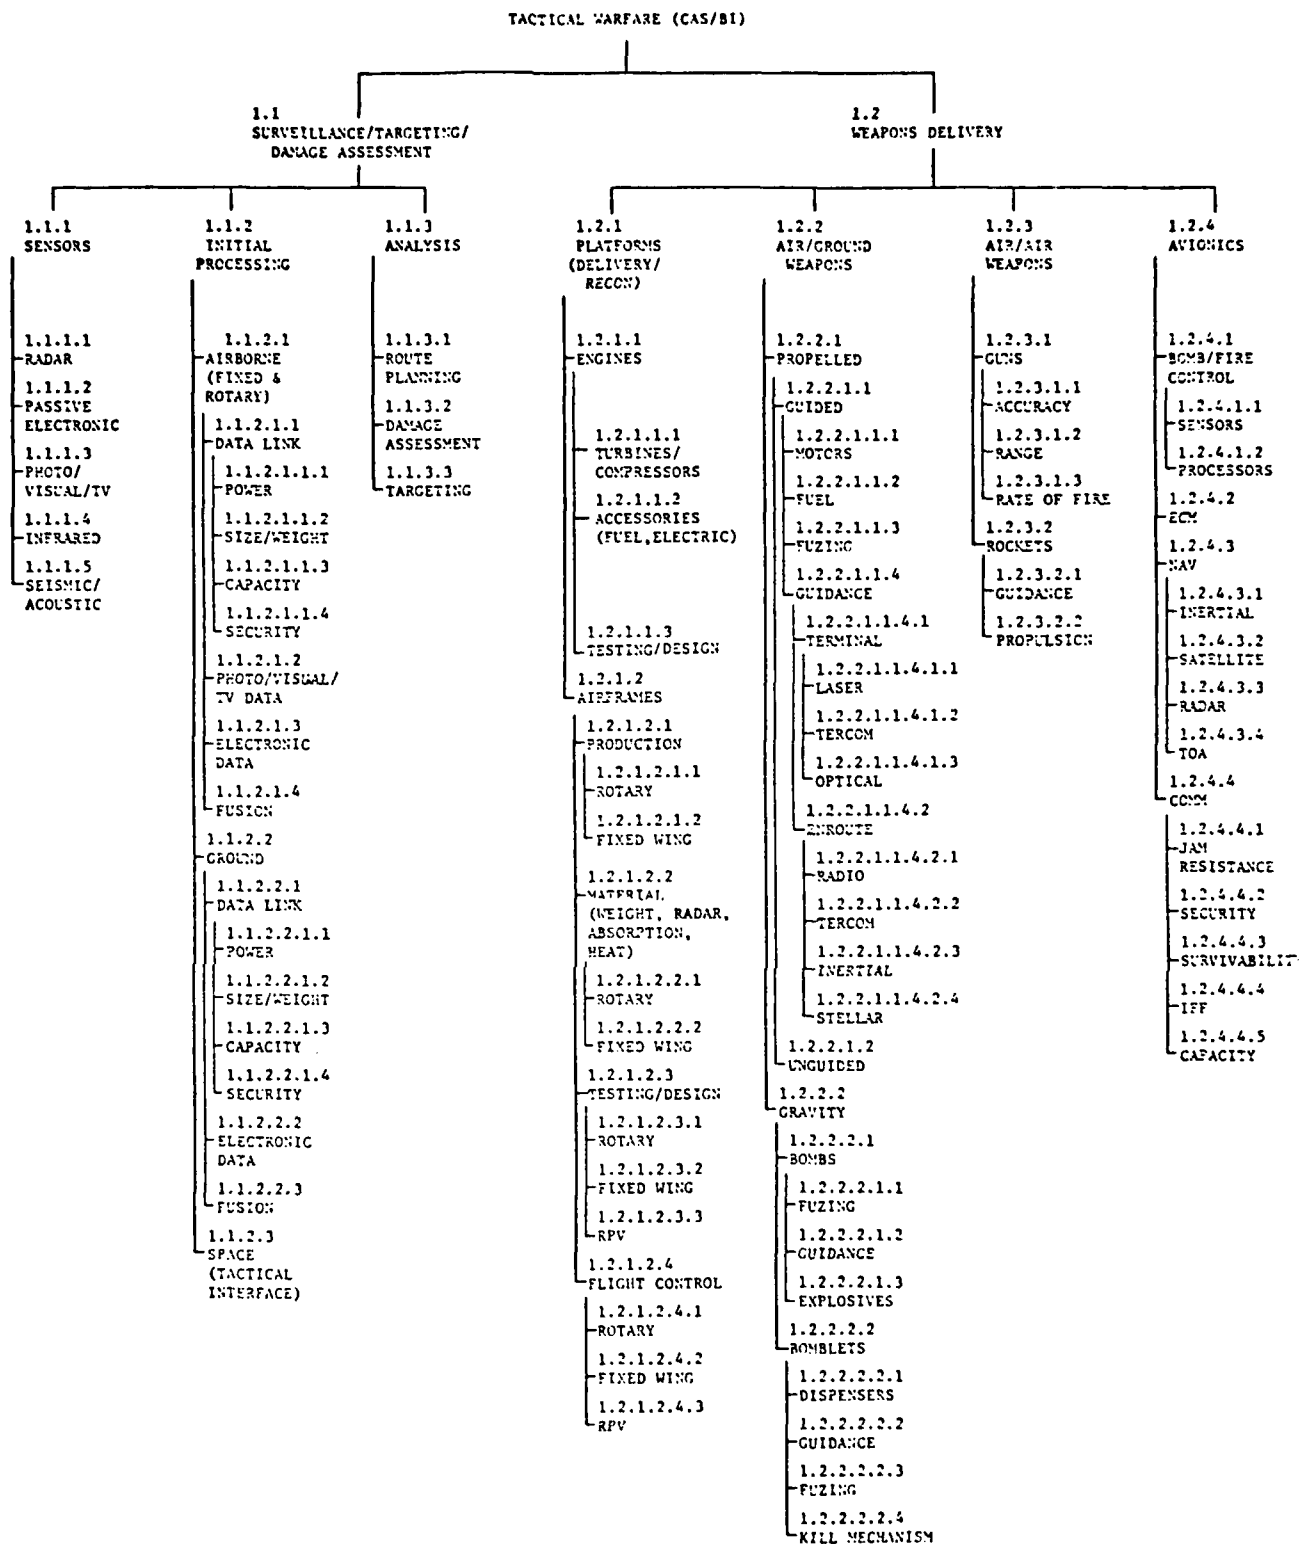 TACTICAL WARFARE (CAS/BI)
1.1
SURVEILLANCE/TARGETING/
DAMAGE ASSESSMENT
1.2
WEAPONS DELIVERY
1.1.1
SENSORS
1.1.1.1
RADAR
1.1.1.2
PASSIVE
ELECTRONIC
1.1.1.3
PHOTO/
VISUAL/TV
1.1.1.4
INFRARED
1.1.1.5
SEISMIC/
ACOUSTIC
1.1.2
INITIAL
PROCESSING
1.1.2.1
AIRBORNE
(FIXED &
ROTARY)
1.1.2.1.1
DATA LINK
1.1.2.1.1.1
POWER
1.1.2.1.1.2
SIZE/WEIGHT
1.1.2.1.1.3
CAPACITY
1.1.2.1.1.4
SECURITY
1.1.2.1.2
PHOTO/VISUAL/
TV DATA
1.1.2.1.3
ELECTRONIC
DATA
1.1.2.1.4
FUSION
1.1.2.2
GROUND
1.1.2.2.1
DATA LINK
1.1.2.2.1.1
POWER
1.1.2.2.1.2
SIZE/WEIGHT
1.1.2.2.1.3
CAPACITY
1.1.2.2.1.4
SECURITY
1.1.2.2.2
ELECTRONIC
DATA
1.1.2.2.3
FUSION
1.1.2.3
SPACE
(TACTICAL
INTERFACE)
1.1.3
ANALYSIS
1.1.3.1
ROUTE
PLANNING
1.1.3.2
DAMAGE
ASSESSMENT
1.1.3.3
TARGETING
1.2.1
PLATFORMS
(DELIVERY/
RECON)
1.2.1.1
ENGINES
1.2.1.1.1
TURBINES/
COMPRESSORS
1.2.1.1.2
ACCESSORIES
(FUEL,ELECTRIC)
1.2.1.1.3
TESTING/DESIGN
1.2.1.2
AIRFRAMES
1.2.1.2.1
PRODUCTION
1.2.1.2.1.1
ROTARY
1.2.1.2.1.2
FIXED WING
1.2.1.2.2
MATERIAL
(WEIGHT, RADAR,
ABSORPTION,
HEAT)
1.2.1.2.2.1
ROTARY
1.2.1.2.2.2
FIXED WING
1.2.1.2.3
TESTING/DESIGN
1.2.1.2.3.1
ROTARY
1.2.1.2.3.2
FIXED WING
1.2.1.2.3.3
RPV
1.2.1.2.4
FLIGHT CONTROL
1.2.1.2.4.1
ROTARY
1.2.1.2.4.2
FIXED WING
1.2.1.2.4.3
RPV
1.2.2
AIR/GROUND
WEAPONS
1.2.2.1
PROPELLED
1.2.2.1.1
GUIDED
1.2.2.1.1.1
MOTORS
1.2.2.1.1.2
FUEL
1.2.2.1.1.3
FUZING
1.2.2.1.1.4
GUIDANCE
1.2.2.1.1.4.1
TERMINAL
1.2.2.1.1.4.1.1
LASER
1.2.2.1.1.4.1.2
TERCOM
1.2.2.1.1.4.1.3
OPTICAL
1.2.2.1.1.4.2
ENROUTE
1.2.2.1.1.4.2.1
RADIO
1.2.2.1.1.4.2.2
TERCOM
1.2.2.1.1.4.2.3
INERTIAL
1.2.2.1.1.4.2.4
STELLAR
1.2.2.1.2
UNGUIDED
1.2.2.2
GRAVITY
1.2.2.2.1
BOMBS
1.2.2.2.1.1
FUZING
1.2.2.2.1.2
GUIDANCE
1.2.2.2.1.3
EXPLOSIVES
1.2.2.2.2
BOMBLETS
1.2.2.2.2.1
DISPENSERS
1.2.2.2.2.2
GUIDANCE
1.2.2.2.2.3
FUZING
1.2.2.2.2.4
KILL MECHANISM
1.2.3
AIR/AIR
WEAPONS
1.2.3.1
GUNS
1.2.3.1.1
ACCURACY
1.2.3.1.2
RANGE
1.2.3.1.3
RATE OF FIRE
1.2.3.2
ROCKETS
1.2.3.2.1
GUIDANCE
1.2.3.2.2
PROPULSION
1.2.4
AVIONICS
1.2.4.1
BOMB/FIRE
CONTROL
1.2.4.1.1
SENSORS
1.2.4.1.2
PROCESSORS
1.2.4.2
ECM
1.2.4.3
NAV
1.2.4.3.1
INERTIAL
1.2.4.3.2
SATELLITE
1.2.4.3.3
RADAR
1.2.4.3.4
TOA
1.2.4.4
COMM
1.2.4.4.1
JAM
RESISTANCE
1.2.4.4.2
SECURITY
1.2.4.4.3
SURVIVABILIT
1.2.4.4.4
IFF
1.2.4.4.5
CAPACITY